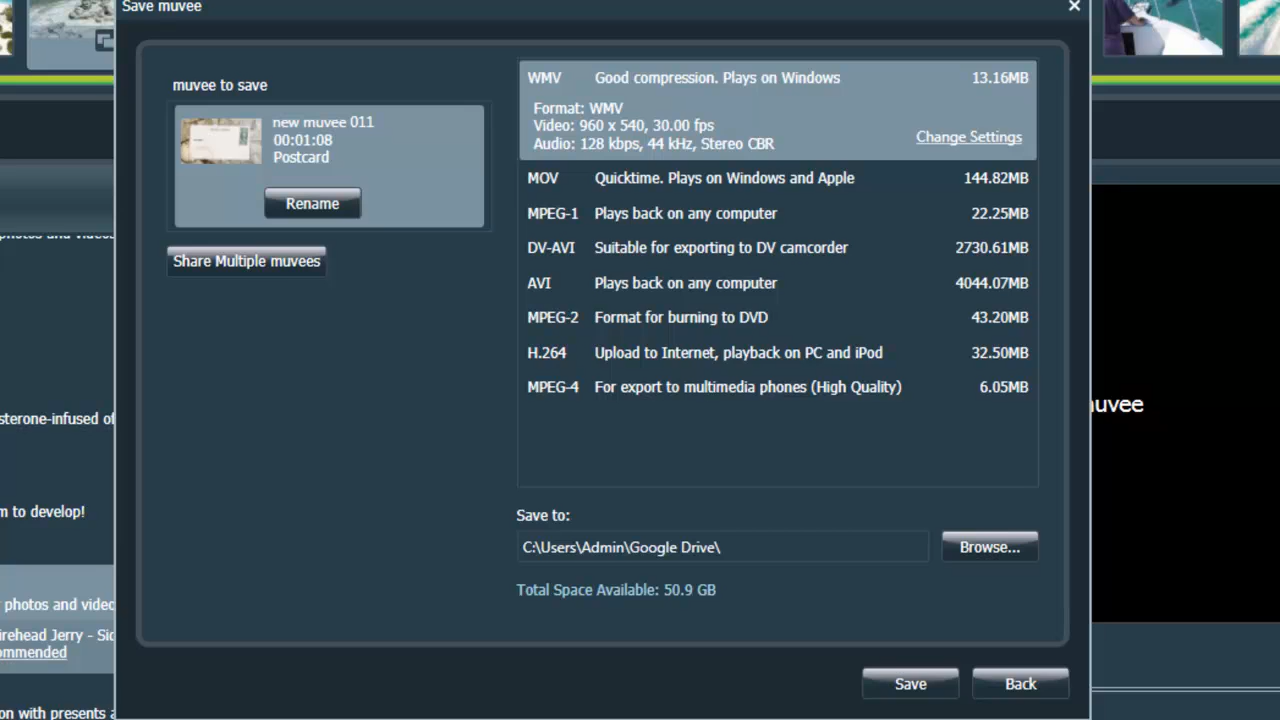 Save muvee
muvee to save
new muvee 011
00:01:08
Postcard
Rename
Share Multiple muvees
WMV Good compression. Plays on Windows 13.16MB
Format: WMV
Video: 960 x 540, 30.00 fps
Audio: 128 kbps, 44 kHz, Stereo CBR
Change Settings
MOV Quicktime. Plays on Windows and Apple 144.82MB
MPEG-1 Plays back on any computer 22.25MB
DV-AVI Suitable for exporting to DV camcorder 2730.61MB
AVI Plays back on any computer 4044.07MB
MPEG-2 Format for burning to DVD 43.20MB
H.264 Upload to Internet, playback on PC and iPod 32.50MB
MPEG-4 For export to multimedia phones (High Quality) 6.05MB
Save to:
C:\Users\Admin\Google Drive\
Browse...
Total Space Available: 50.9 GB
Save
Back
photos and videos
sterone-infused of
m to develop!
photos and video
irehead Jerry - Sid
ommended
on with presents a
uvee